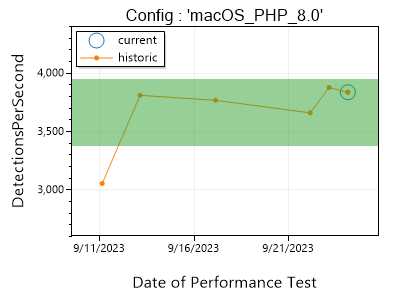 Config : 'macOS_PHP_8.0'
current
historic
4,000
3,500
3,000
DetectionsPerSecond
9/11/2023
9/16/2023
9/21/2023
Date of Performance Test